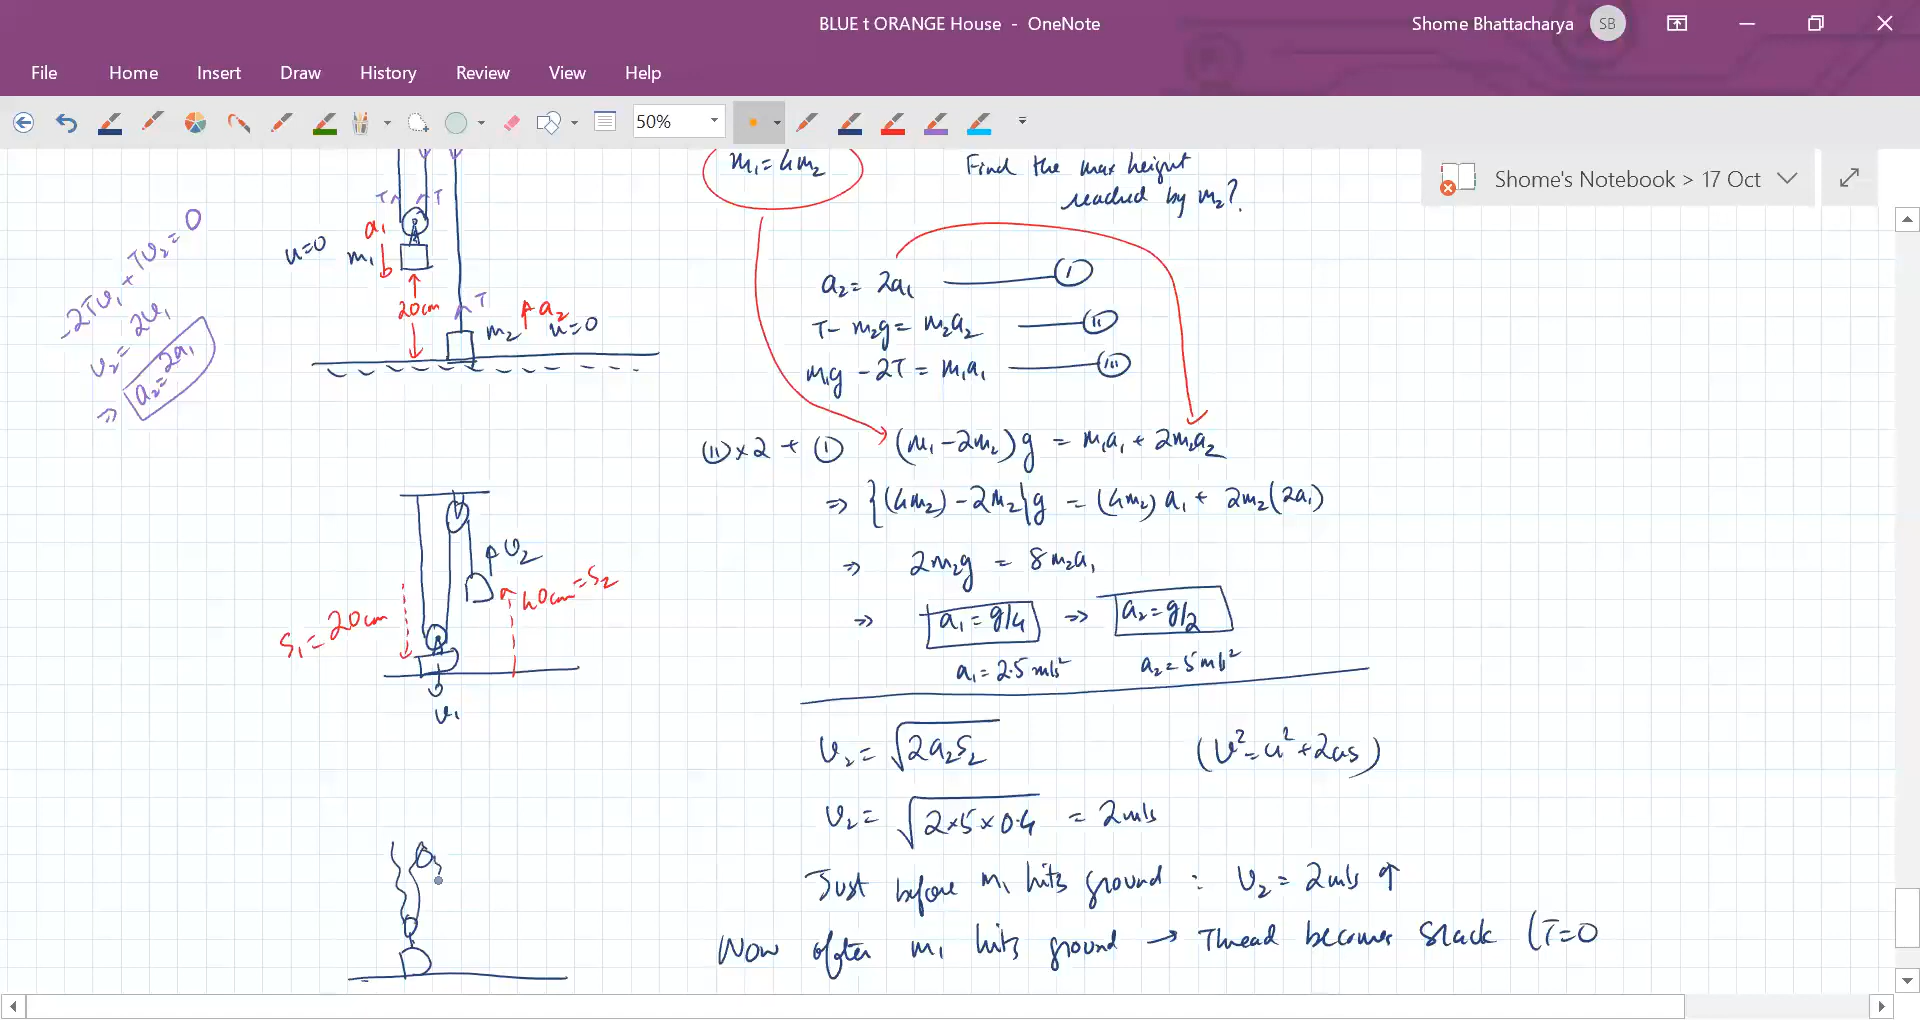 BLUE t ORANGE House - OneNote
Shome Bhattacharya SB
File Home Insert Draw History Review View Help
50%
Shome's Notebook > 17 Oct
m₁=4m₂
Find the max height
reached by m₂?
T T
a₁
u=0 m₁
20cm
T a₂
m₂ u=0
-2Tv₁+Tv₂=0
v₂=2v₁
⇒ a₂=2a₁
a₂= 2a₁ (I)
T- m₂g= m₂a₂ (II)
m₁g -2T = m₁a₁ (III)
(II)×2 + (I) (m₁-2m₂)g = m₁a₁ + 2m₂a₂
⇒ {(4m₂)-2m₂}g = (4m₂)a₁ + 2m₂(2a₁)
⇒ 2m₂g = 8m₂a₁
⇒ a₁=g/4 ⇒ a₂=g/2
a₁=2.5m/s² a₂=5m/s²
v₂
S₁=20cm
40cm=S₂
v₁
v₂= √2a₂S₂ (v²=u²+2as)
v₂= √2×5×0.4 = 2m/s
Just before m₁ hits ground : v₂= 2m/s ↑
Now after m₁ hits ground → Thread becomes slack (T=0